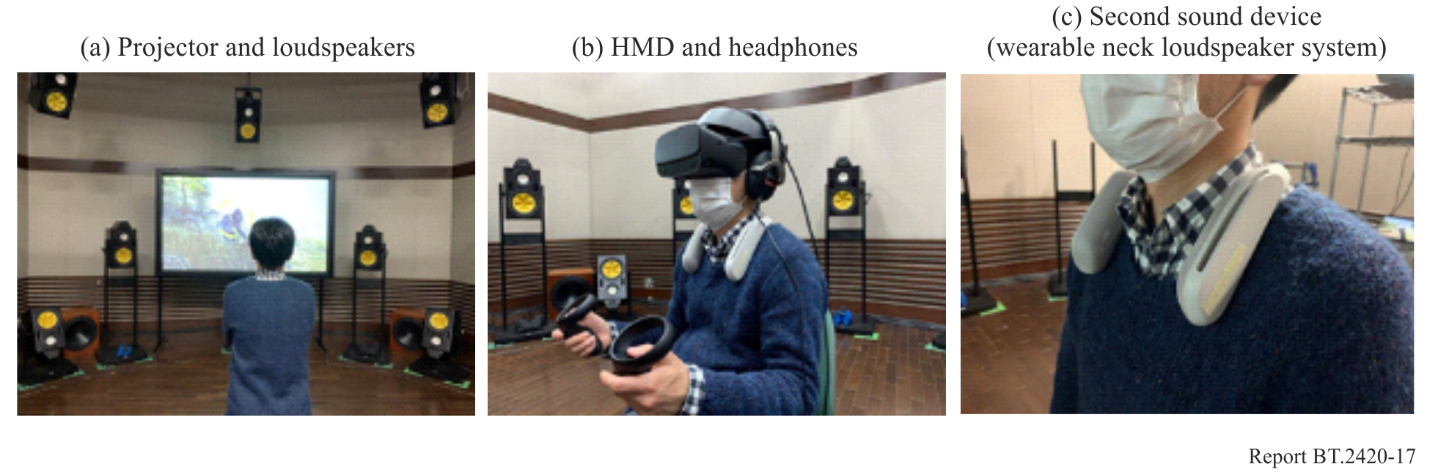 (a) Projector and loudspeakers
(b) HMD and headphones
(c) Second sound device
(wearable neck loudspeaker system)
Report BT.2420-17